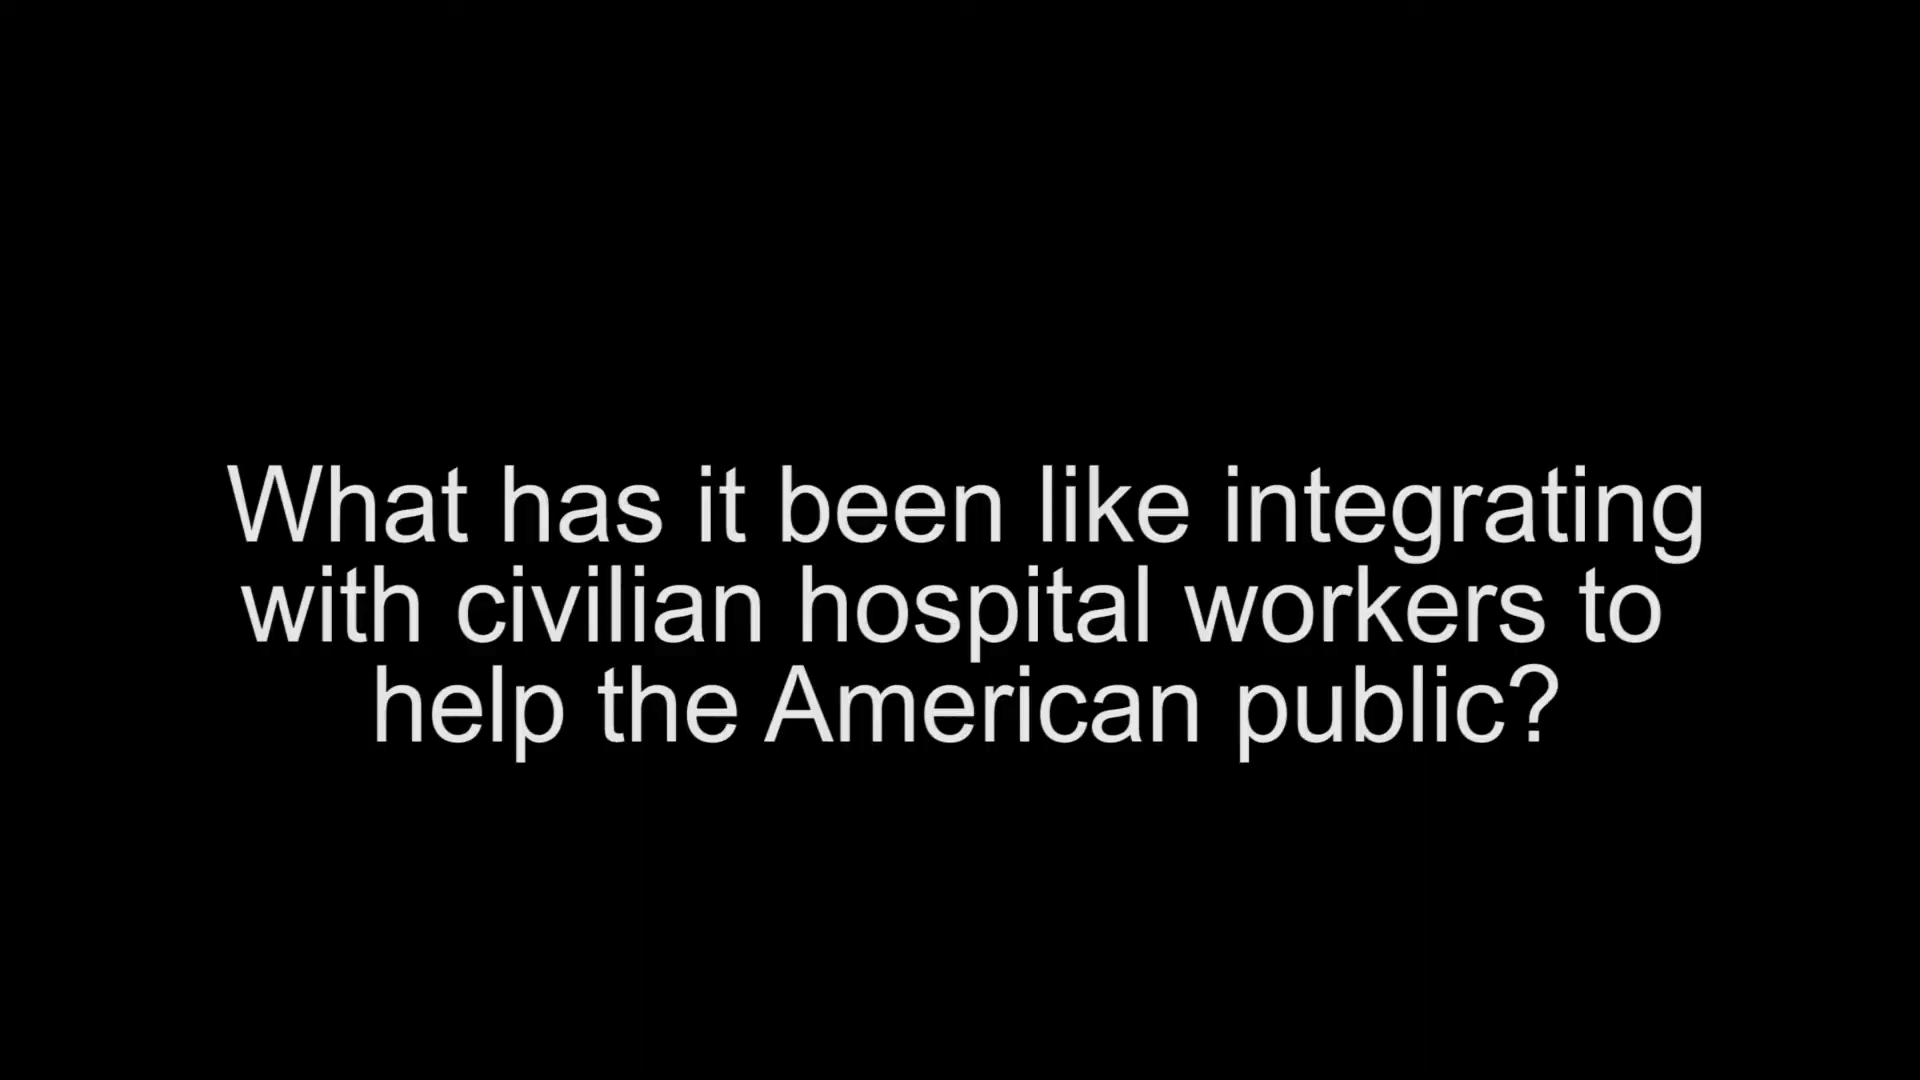 What has it been like integrating
with civilian hospital workers to
help the American public?